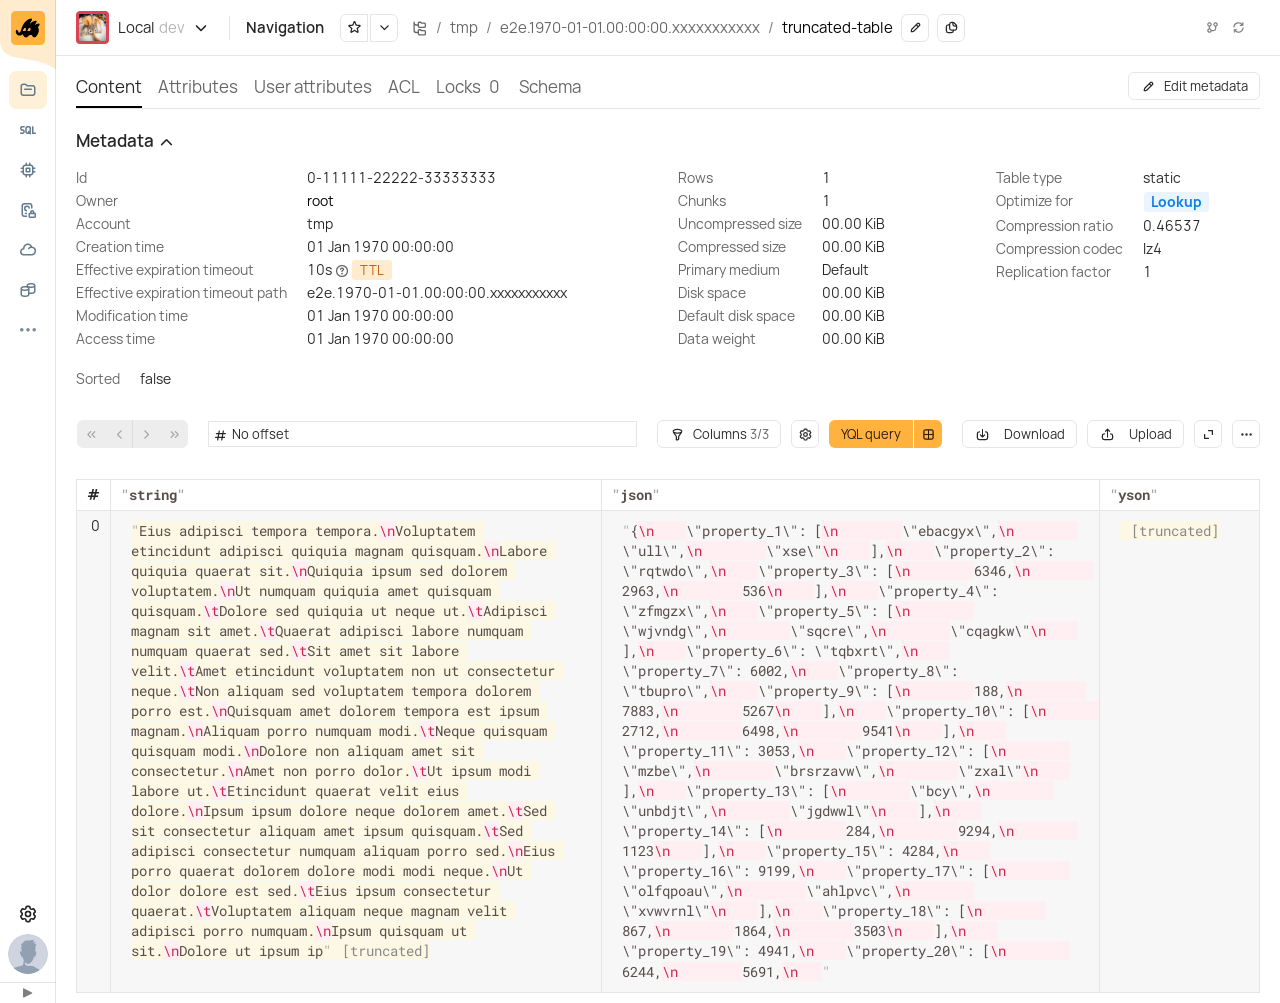 Local dev Navigation / tmp / e2e.1970-01-01.00:00:00.xxxxxxxxxxx / truncated-table
Content Attributes User attributes ACL Locks 0 Schema Edit metadata
SQL
Metadata
Id 0-11111-22222-33333333 Rows 1 Table type static
Owner root Chunks 1 Optimize for Lookup
Account tmp Uncompressed size 00.00 KiB Compression ratio 0.46537
Creation time 01 Jan 1970 00:00:00 Compressed size 00.00 KiB Compression codec lz4
Effective expiration timeout 10s TTL Primary medium Default Replication factor 1
Effective expiration timeout path e2e.1970-01-01.00:00:00.xxxxxxxxxxx Disk space 00.00 KiB
Modification time 01 Jan 1970 00:00:00 Default disk space 00.00 KiB
Access time 01 Jan 1970 00:00:00 Data weight 00.00 KiB
Sorted false
# No offset Columns 3/3 YQL query Download Upload
# "string" "json" "yson"
0
"Eius adipisci tempora tempora.\nVoluptatem
etincidunt adipisci quiquia magnam quisquam.\nLabore
quiquia quaerat sit.\nQuiquia ipsum sed dolorem
voluptatem.\nUt numquam quiquia amet quisquam
quisquam.\tDolore sed quiquia ut neque ut.\tAdipisci
magnam sit amet.\tQuaerat adipisci labore numquam
numquam quaerat sed.\tSit amet sit labore
velit.\tAmet etincidunt voluptatem non ut consectetur
neque.\tNon aliquam sed voluptatem tempora dolorem
porro est.\nQuisquam amet dolorem tempora est ipsum
magnam.\nAliquam porro numquam modi.\tNeque quisquam
quisquam modi.\nDolore non aliquam amet sit
consectetur.\nAmet non porro dolor.\tUt ipsum modi
labore ut.\tEtincidunt quaerat velit eius
dolore.\nIpsum ipsum dolore neque dolorem amet.\tSed
sit consectetur aliquam amet ipsum quisquam.\tSed
adipisci consectetur numquam aliquam porro sed.\nEius
porro quaerat dolorem dolore modi modi neque.\nUt
dolor dolore est sed.\tEius ipsum consectetur
quaerat.\tVoluptatem aliquam neque magnam velit
adipisci porro numquam.\nIpsum quisquam ut
sit.\nDolore ut ipsum ip" [truncated]
"{\n    \"property_1\": [\n        \"ebacgyx\",\n
\"ull\",\n        \"xse\"\n    ],\n    \"property_2\":
\"rqtwdo\",\n    \"property_3\": [\n        6346,\n
2963,\n        536\n    ],\n    \"property_4\":
\"zfmgzx\",\n    \"property_5\": [\n
\"wjvndg\",\n        \"sqcre\",\n        \"cqagkw\"\n
],\n    \"property_6\": \"tqbxrt\",\n
\"property_7\": 6002,\n    \"property_8\":
\"tbupro\",\n    \"property_9\": [\n        188,\n
7883,\n        5267\n    ],\n    \"property_10\": [\n
2712,\n        6498,\n        9541\n    ],\n
\"property_11\": 3053,\n    \"property_12\": [\n
\"mzbe\",\n        \"brsrzavw\",\n        \"zxal\"\n
],\n    \"property_13\": [\n        \"bcy\",\n
\"unbdjt\",\n        \"jgdwwl\"\n    ],\n
\"property_14\": [\n        284,\n        9294,\n
1123\n    ],\n    \"property_15\": 4284,\n
\"property_16\": 9199,\n    \"property_17\": [\n
\"olfqpoau\",\n        \"ahlpvc\",\n
\"xvwvrnl\"\n    ],\n    \"property_18\": [\n
867,\n        1864,\n        3503\n    ],\n
\"property_19\": 4941,\n    \"property_20\": [\n
6244,\n        5691,\n   "
[truncated]